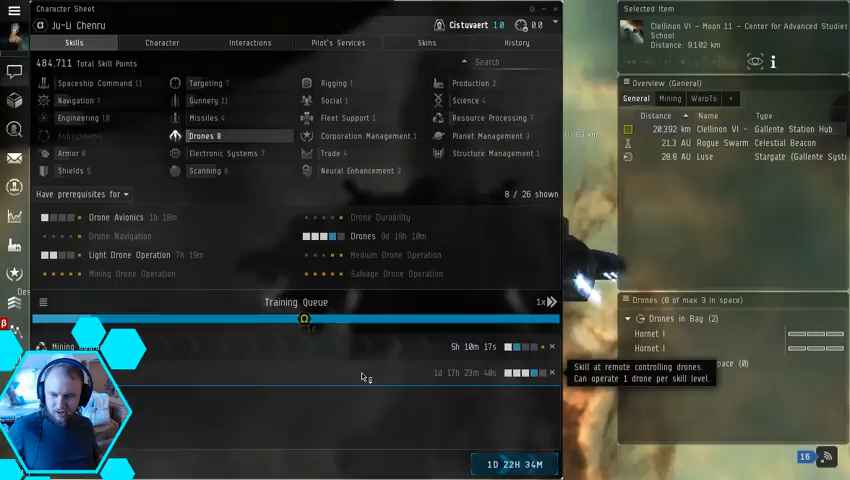 Character Sheet
α Ju-Li Chenru
Cistuvaert 1.0
0.0
Skills
Character
Interactions
Pilot's Services
Skins
History
484,711 Total Skill Points
Search
Spaceship Command 11
Targeting 7
Rigging 1
Production 2
Navigation 7
Gunnery 11
Social 1
Science 4
Engineering 18
Missiles 4
Fleet Support 1
Resource Processing 7
Subsystems
Drones 8
Corporation Management 1
Planet Management 3
Armor 6
Electronic Systems 7
Trade 4
Structure Management 1
Shields 5
Scanning 6
Neural Enhancement 3
Have prerequisites for
8 / 26 shown
Drone Avionics 1h 18m
Drone Durability
Drone Navigation
Drones 9d 18h 10m
Light Drone Operation 7h 19m
Medium Drone Operation
Mining Drone Operation
Salvage Drone Operation
Training Queue
1x
Ω
5h 10m 17s
1d 17h 23m 40s
1D 22H 34M
β
Selected Item
Clellinon VI - Moon 11 - Center for Advanced Studies
School
Distance: 9.102 km
Overview (General)
General
Mining
WarpTo
+
Distance
Name
Type
20,392 km Clellinon VI - Gallente Station Hub
21.3 AU Rogue Swarm Celestial Beacon
28.8 AU Luse Stargate (Gallente Syste
Drones (0 of max 3 in space)
Drones in Bay (2)
Hornet I
Hornet I
pace (0)
Skill at remote controlling drones.
Can operate 1 drone per skill level.
16